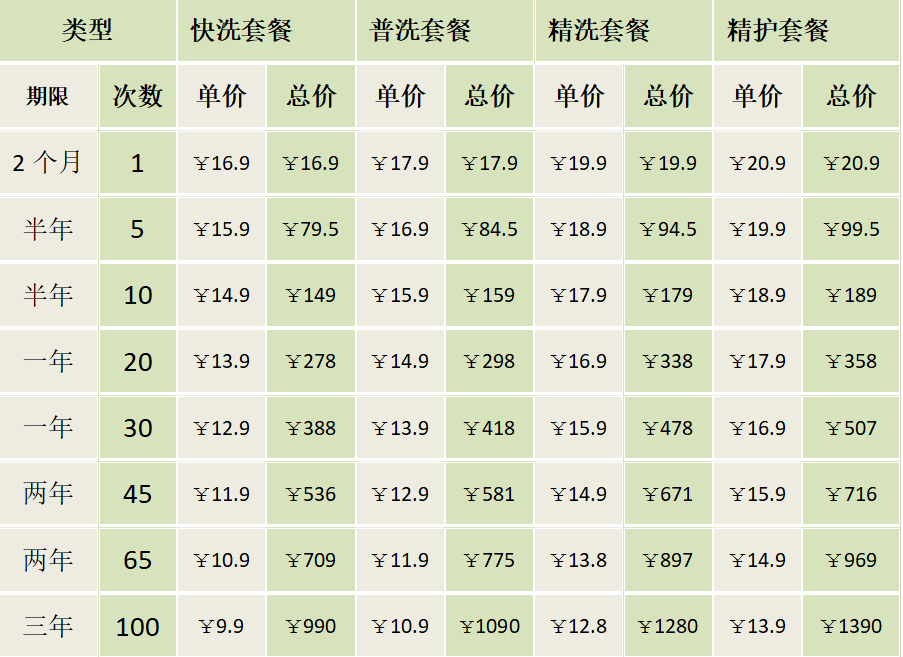 类型 快洗套餐 普洗套餐 精洗套餐 精护套餐
期限 次数 单价 总价 单价 总价 单价 总价 单价 总价
2个月 1 ￥16.9 ￥16.9 ￥17.9 ￥17.9 ￥19.9 ￥19.9 ￥20.9 ￥20.9
半年 5 ￥15.9 ￥79.5 ￥16.9 ￥84.5 ￥18.9 ￥94.5 ￥19.9 ￥99.5
半年 10 ￥14.9 ￥149 ￥15.9 ￥159 ￥17.9 ￥179 ￥18.9 ￥189
一年 20 ￥13.9 ￥278 ￥14.9 ￥298 ￥16.9 ￥338 ￥17.9 ￥358
一年 30 ￥12.9 ￥388 ￥13.9 ￥418 ￥15.9 ￥478 ￥16.9 ￥507
两年 45 ￥11.9 ￥536 ￥12.9 ￥581 ￥14.9 ￥671 ￥15.9 ￥716
两年 65 ￥10.9 ￥709 ￥11.9 ￥775 ￥13.8 ￥897 ￥14.9 ￥969
三年 100 ￥9.9 ￥990 ￥10.9 ￥1090 ￥12.8 ￥1280 ￥13.9 ￥1390